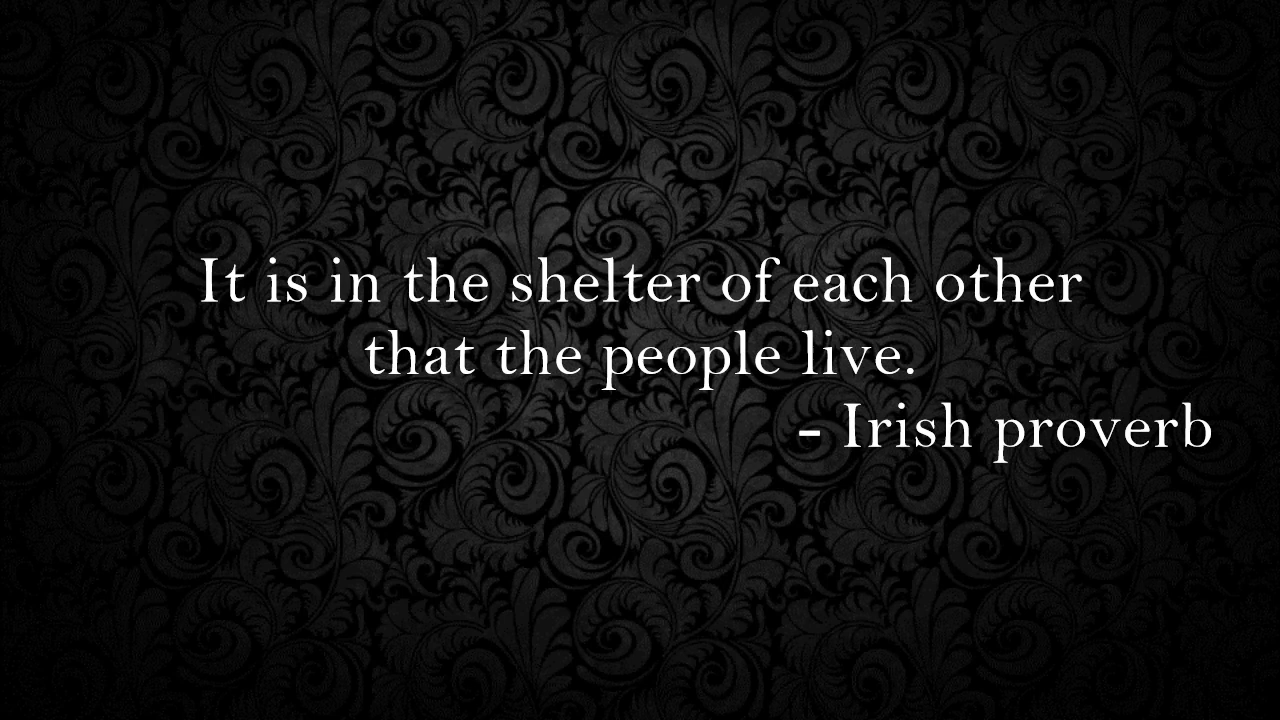 It is in the shelter of each other
that the people live.
- Irish proverb